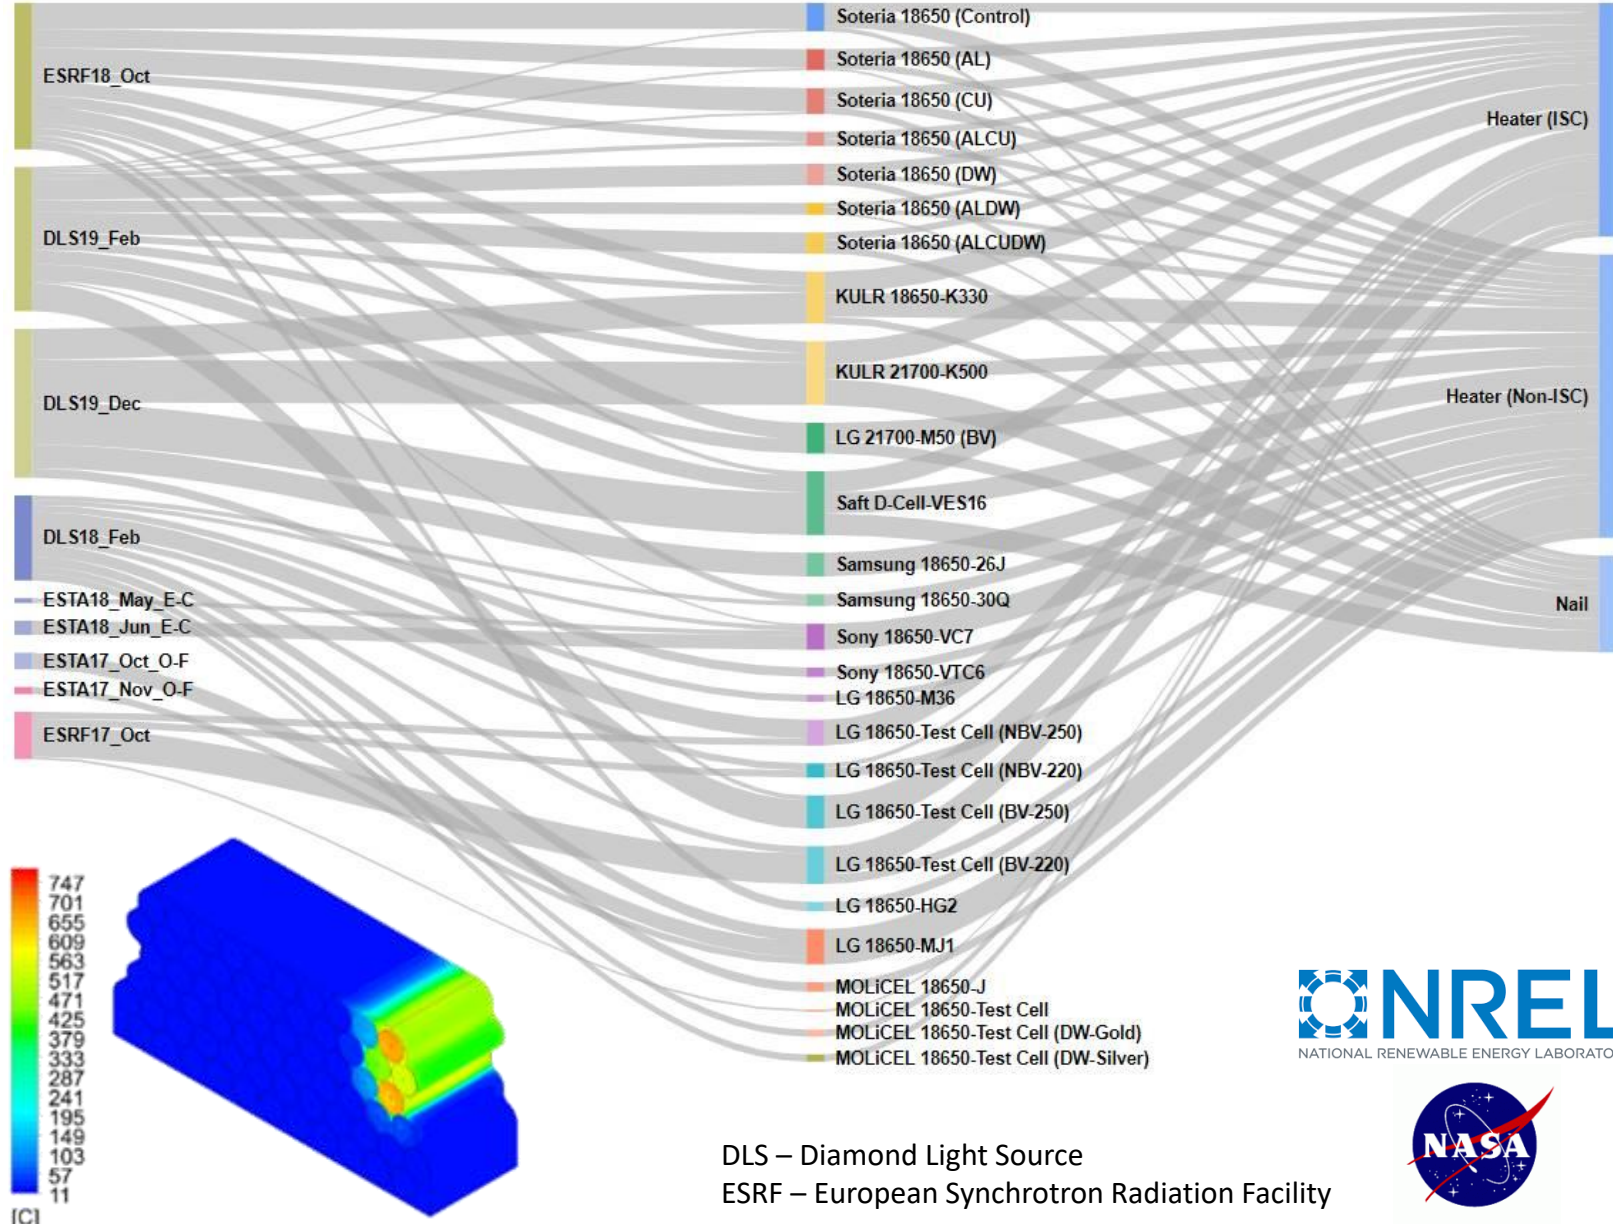 ESRF18_Oct
DLS19_Feb
DLS19_Dec
DLS18_Feb
ESTA18_May_E-C
ESTA18_Jun_E-C
ESTA17_Oct_O-F
ESTA17_Nov_O-F
ESRF17_Oct
Soteria 18650 (Control)
Soteria 18650 (AL)
Soteria 18650 (CU)
Soteria 18650 (ALCU)
Soteria 18650 (DW)
Soteria 18650 (ALDW)
Soteria 18650 (ALCUDW)
KULR 18650-K330
KULR 21700-K500
LG 21700-M50 (BV)
Saft D-Cell-VES16
Samsung 18650-26J
Samsung 18650-30Q
Sony 18650-VC7
Sony 18650-VTC6
LG 18650-M36
LG 18650-Test Cell (NBV-250)
LG 18650-Test Cell (NBV-220)
LG 18650-Test Cell (BV-250)
LG 18650-Test Cell (BV-220)
LG 18650-HG2
LG 18650-MJ1
MOLiCEL 18650-J
MOLiCEL 18650-Test Cell
MOLiCEL 18650-Test Cell (DW-Gold)
MOLiCEL 18650-Test Cell (DW-Silver)
Heater (ISC)
Heater (Non-ISC)
Nail
747
701
655
609
563
517
471
425
379
333
287
241
195
149
103
57
11
[C]
NREL
NATIONAL RENEWABLE ENERGY LABORATO
NASA
DLS – Diamond Light Source
ESRF – European Synchrotron Radiation Facility